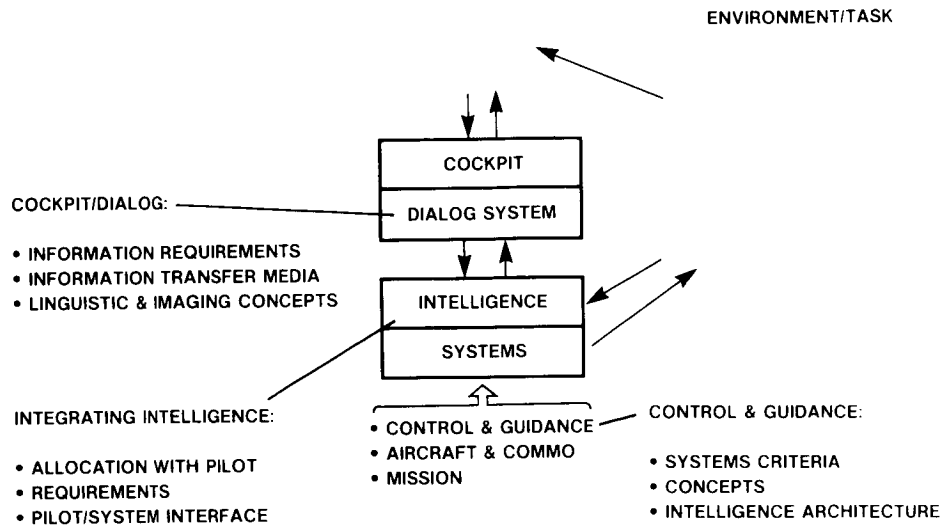 ENVIRONMENT/TASK
COCKPIT
DIALOG SYSTEM
COCKPIT/DIALOG:
• INFORMATION REQUIREMENTS
• INFORMATION TRANSFER MEDIA
• LINGUISTIC & IMAGING CONCEPTS
INTELLIGENCE
SYSTEMS
INTEGRATING INTELLIGENCE:
• ALLOCATION WITH PILOT
• REQUIREMENTS
• PILOT/SYSTEM INTERFACE
• CONTROL & GUIDANCE
• AIRCRAFT & COMMO
• MISSION
CONTROL & GUIDANCE:
• SYSTEMS CRITERIA
• CONCEPTS
• INTELLIGENCE ARCHITECTURE